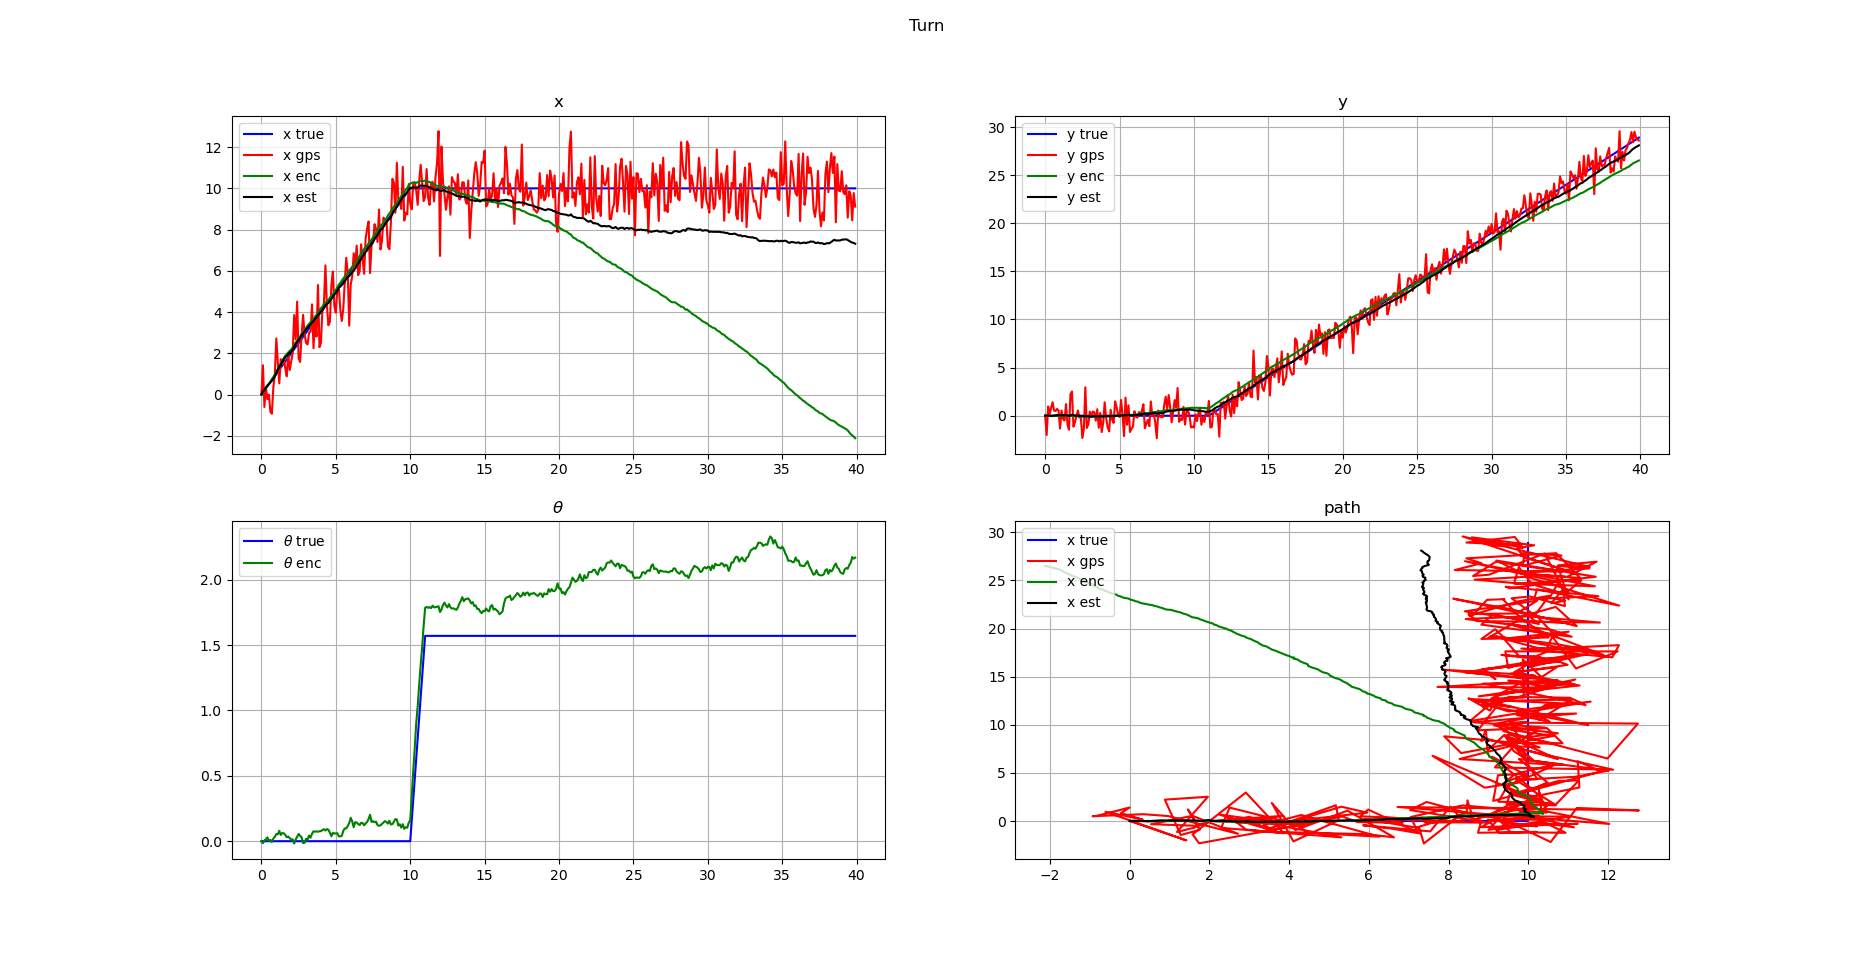 Turn
x
x true
x gps
x enc
x est
12
10
8
6
4
2
0
−2
0 5 10 15 20 25 30 35 40
y
y true
y gps
y enc
y est
30
25
20
15
10
5
0
0 5 10 15 20 25 30 35 40
θ
θ true
θ enc
2.0
1.5
1.0
0.5
0.0
0 5 10 15 20 25 30 35 40
path
x true
x gps
x enc
x est
30
25
20
15
10
5
0
−2 0 2 4 6 8 10 12